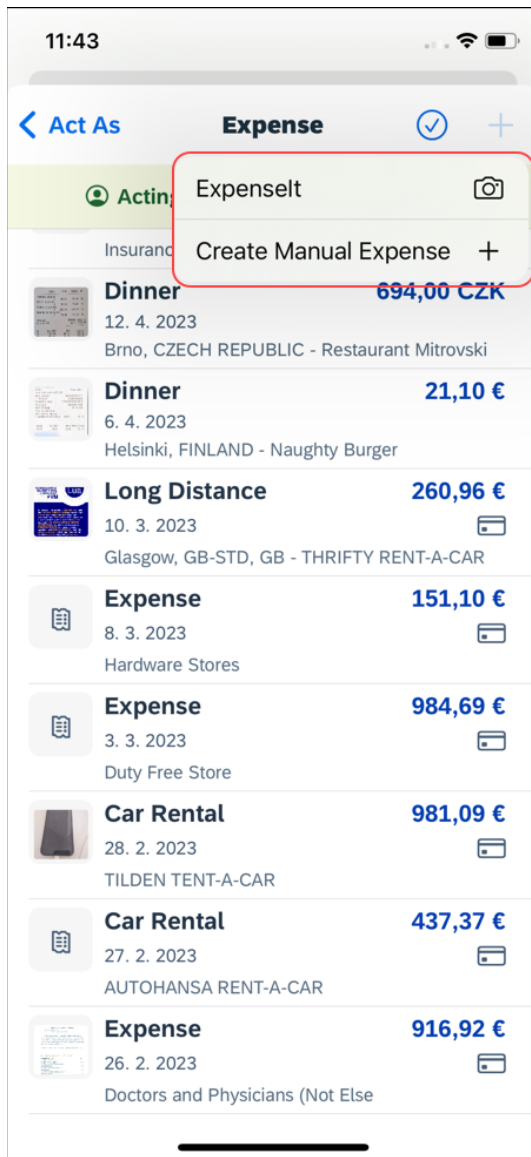 11:43
Act As
Expense
Acting
ExpenseIt
Create Manual Expense
Insuranc
Dinner
694,00 CZK
12. 4. 2023
Brno, CZECH REPUBLIC - Restaurant Mitrovski
Dinner
21,10 €
6. 4. 2023
Helsinki, FINLAND - Naughty Burger
Long Distance
260,96 €
10. 3. 2023
Glasgow, GB-STD, GB - THRIFTY RENT-A-CAR
Expense
151,10 €
8. 3. 2023
Hardware Stores
Expense
984,69 €
3. 3. 2023
Duty Free Store
Car Rental
981,09 €
28. 2. 2023
TILDEN TENT-A-CAR
Car Rental
437,37 €
27. 2. 2023
AUTOHANSA RENT-A-CAR
Expense
916,92 €
26. 2. 2023
Doctors and Physicians (Not Else